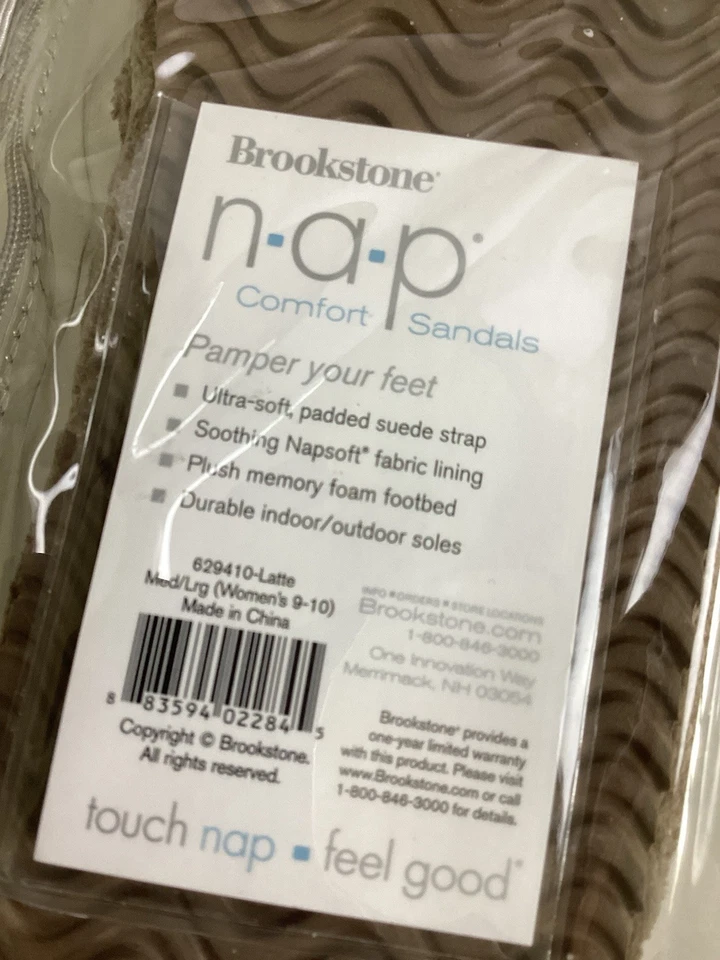 Brookstone®
n·a·p®
Comfort Sandals
Pamper your feet
■ Ultra-soft, padded suede strap
■ Soothing Napsoft® fabric lining
■ Plush memory foam footbed
■ Durable indoor/outdoor soles
629410-Latte
Med/Lrg (Women's 9-10)
Made in China
8 83594 02284 5
Copyright © Brookstone.
All rights reserved.
INFO ■ ORDERS ■ STORE LOCATIONS
Brookstone.com
1-800-846-3000
One Innovation Way
Merrimack, NH 03054
Brookstone® provides a
one-year limited warranty
with this product. Please visit
www.Brookstone.com or call
1-800-846-3000 for details.
touch nap ■ feel good®